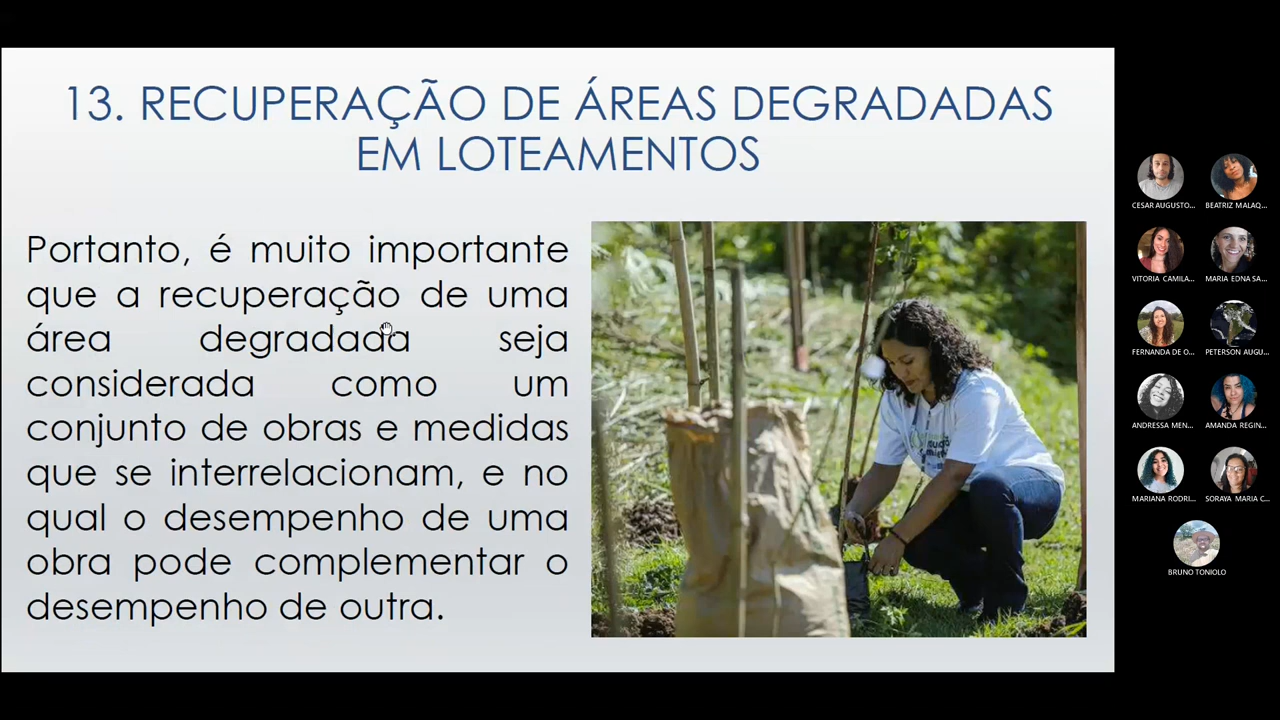 13. RECUPERAÇÃO DE ÁREAS DEGRADADAS
EM LOTEAMENTOS
Portanto, é muito importante
que a recuperação de uma
área degradada seja
considerada como um
conjunto de obras e medidas
que se interrelacionam, e no
qual o desempenho de uma
obra pode complementar o
desempenho de outra.
CESAR AUGUSTO...
BEATRIZ MALAQ...
VITORIA CAMILA...
MARIA EDNA SA...
FERNANDA DE O...
PETERSON AUGU...
ANDRESSA MEN...
AMANDA REGIN...
MARIANA RODRI...
SORAYA MARIA C...
BRUNO TONIOLO